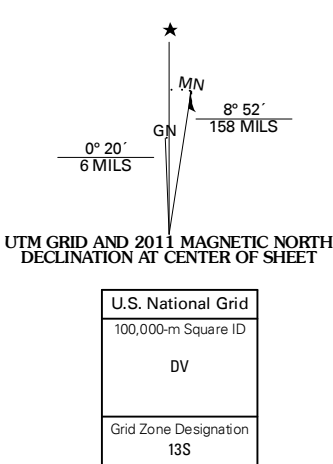 ★
MN
8° 52´
158 MILS
GN
0° 20´
6 MILS
UTM GRID AND 2011 MAGNETIC NORTH
DECLINATION AT CENTER OF SHEET
U.S. National Grid
100,000-m Square ID
DV
Grid Zone Designation
13S